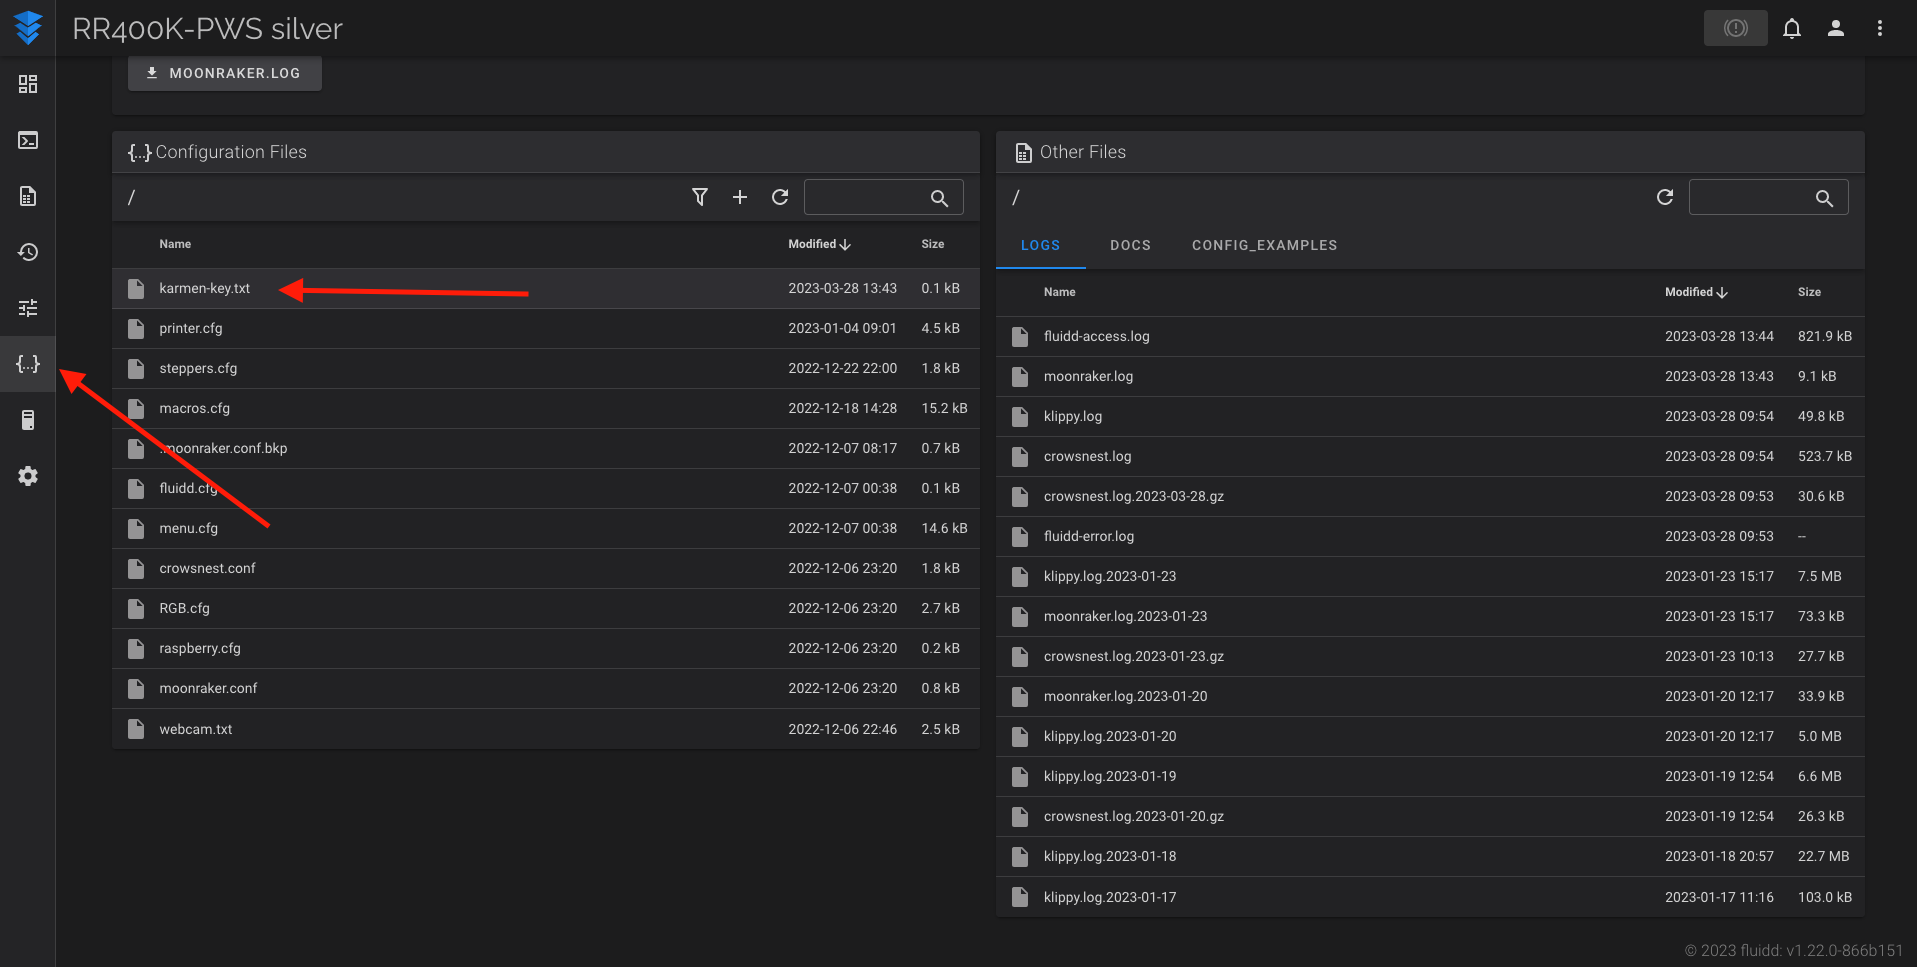 RR400K-PWS silver
MOONRAKER.LOG
{...} Configuration Files
/
Name Modified Size
karmen-key.txt 2023-03-28 13:43 0.1 kB
printer.cfg 2023-01-04 09:01 4.5 kB
steppers.cfg 2022-12-22 22:00 1.8 kB
macros.cfg 2022-12-18 14:28 15.2 kB
.moonraker.conf.bkp 2022-12-07 08:17 0.7 kB
fluidd.cfg 2022-12-07 00:38 0.1 kB
menu.cfg 2022-12-07 00:38 14.6 kB
crowsnest.conf 2022-12-06 23:20 1.8 kB
RGB.cfg 2022-12-06 23:20 2.7 kB
raspberry.cfg 2022-12-06 23:20 0.2 kB
moonraker.conf 2022-12-06 23:20 0.8 kB
webcam.txt 2022-12-06 22:46 2.5 kB
Other Files
/
LOGS DOCS CONFIG_EXAMPLES
Name Modified Size
fluidd-access.log 2023-03-28 13:44 821.9 kB
moonraker.log 2023-03-28 13:43 9.1 kB
klippy.log 2023-03-28 09:54 49.8 kB
crowsnest.log 2023-03-28 09:54 523.7 kB
crowsnest.log.2023-03-28.gz 2023-03-28 09:53 30.6 kB
fluidd-error.log 2023-03-28 09:53 --
klippy.log.2023-01-23 2023-01-23 15:17 7.5 MB
moonraker.log.2023-01-23 2023-01-23 15:17 73.3 kB
crowsnest.log.2023-01-23.gz 2023-01-23 10:13 27.7 kB
moonraker.log.2023-01-20 2023-01-20 12:17 33.9 kB
klippy.log.2023-01-20 2023-01-20 12:17 5.0 MB
klippy.log.2023-01-19 2023-01-19 12:54 6.6 MB
crowsnest.log.2023-01-20.gz 2023-01-19 12:54 26.3 kB
klippy.log.2023-01-18 2023-01-18 20:57 22.7 MB
klippy.log.2023-01-17 2023-01-17 11:16 103.0 kB
© 2023 fluidd: v1.22.0-866b151